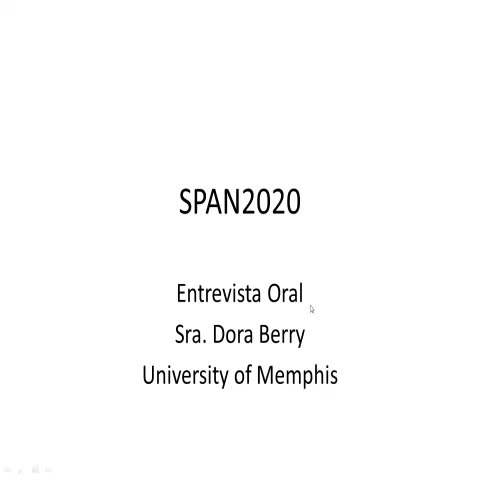 SPAN2020
Entrevista Oral
Sra. Dora Berry
University of Memphis